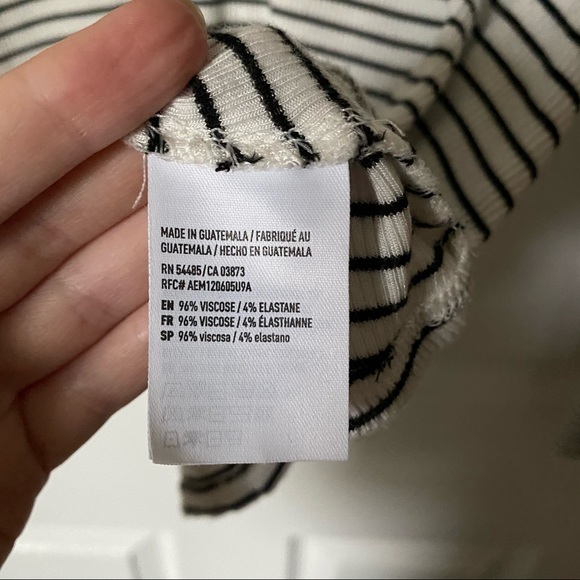 MADE IN GUATEMALA / FABRIQUÉ AU
GUATEMALA / HECHO EN GUATEMALA
RN 54485/CA 03873
RFC# AEM120605U9A
EN 96% VISCOSE / 4% ELASTANE
FR 96% VISCOSE / 4% ÉLASTHANNE
SP 96% viscosa / 4% elastano